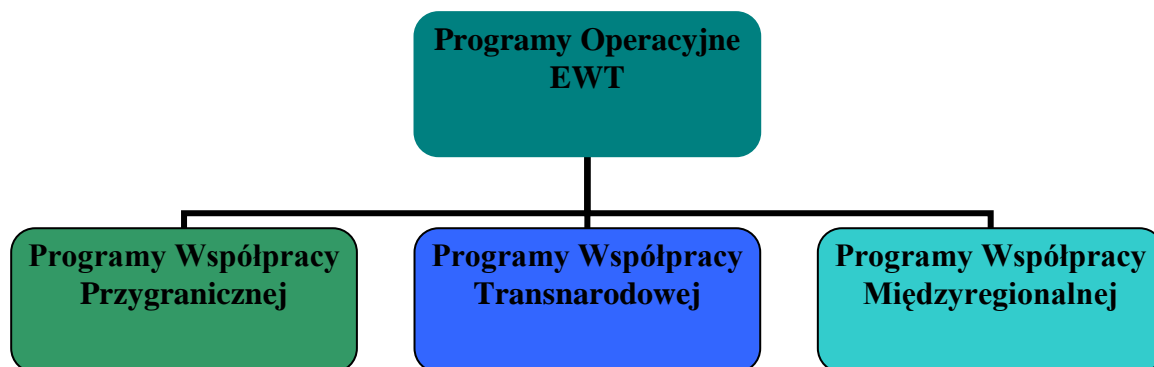 Programy Operacyjne
EWT
Programy Współpracy
Przygranicznej
Programy Współpracy
Transnarodowej
Programy Współpracy
Międzyregionalnej